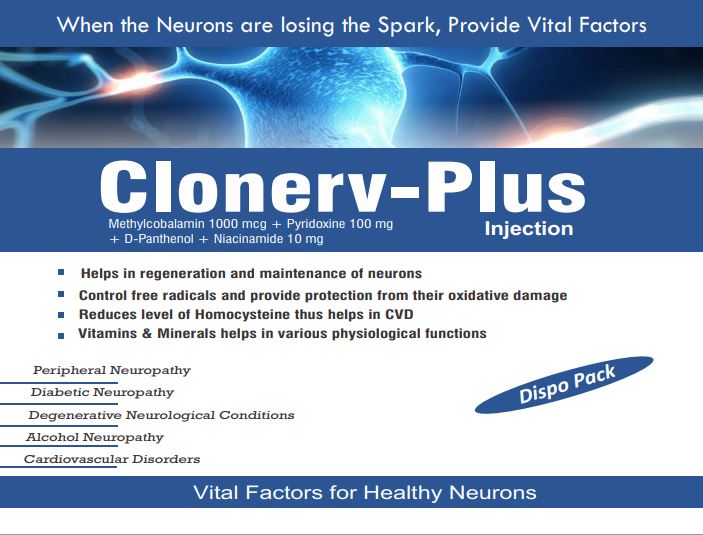 When the Neurons are losing the Spark, Provide Vital Factors
Clonerv-Plus
Methylcobalamin 1000 mcg + Pyridoxine 100 mg
+ D-Panthenol + Niacinamide 10 mg
Injection
Helps in regeneration and maintenance of neurons
Control free radicals and provide protection from their oxidative damage
Reduces level of Homocysteine thus helps in CVD
Vitamins & Minerals helps in various physiological functions
Peripheral Neuropathy
Diabetic Neuropathy
Degenerative Neurological Conditions
Alcohol Neuropathy
Cardiovascular Disorders
Dispo Pack
Vital Factors for Healthy Neurons